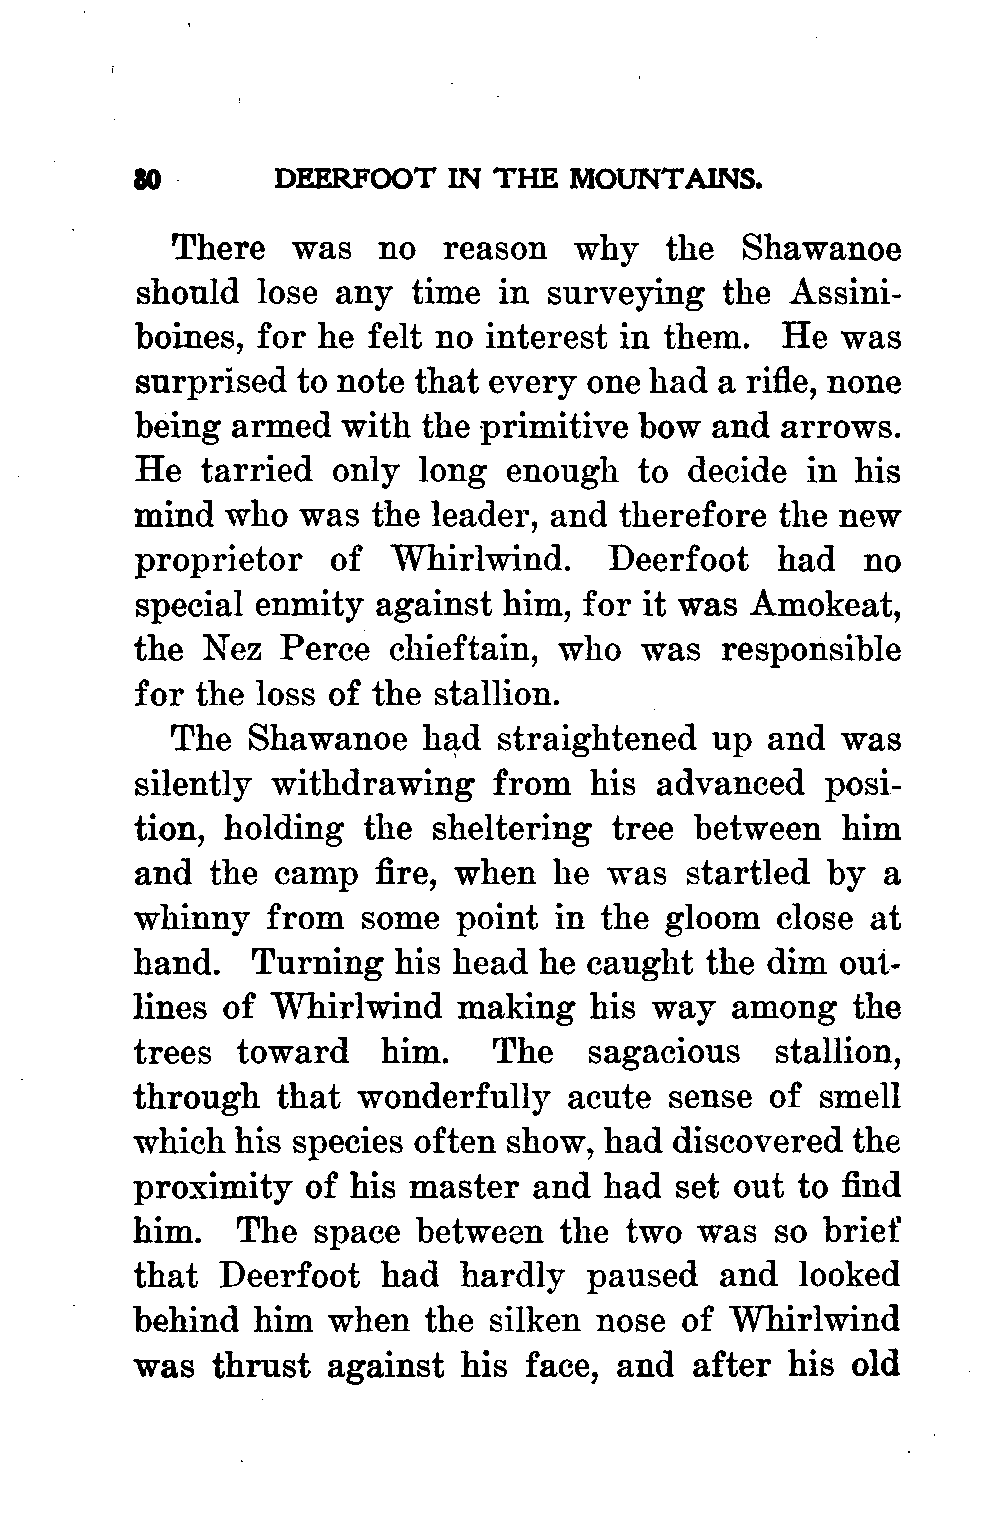 80 DEERFOOT IN THE MOUNTAINS.
There was no reason why the Shawanoe
should lose any time in surveying the Assini-
boines, for he felt no interest in them. He was
surprised to note that every one had a rifle, none
being armed with the primitive bow and arrows.
He tarried only long enough to decide in his
mind who was the leader, and therefore the new
proprietor of Whirlwind. Deerfoot had no
special enmity against him, for it was Amokeat,
the Nez Perce chieftain, who was responsible
for the loss of the stallion.
The Shawanoe had straightened up and was
silently withdrawing from his advanced posi-
tion, holding the sheltering tree between him
and the camp fire, when he was startled by a
whinny from some point in the gloom close at
hand. Turning his head he caught the dim out-
lines of Whirlwind making his way among the
trees toward him. The sagacious stallion,
through that wonderfully acute sense of smell
which his species often show, had discovered the
proximity of his master and had set out to find
him. The space between the two was so brief
that Deerfoot had hardly paused and looked
behind him when the silken nose of Whirlwind
was thrust against his face, and after his old